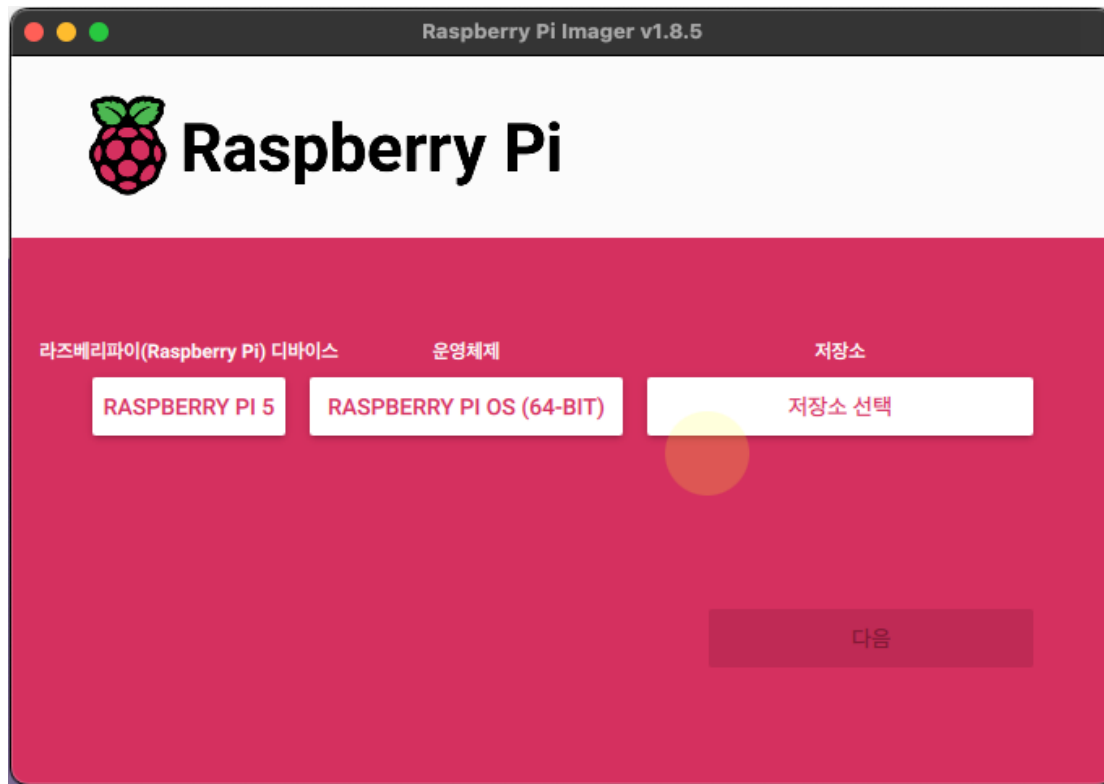 Raspberry Pi Imager v1.8.5
Raspberry Pi
라즈베리파이(Raspberry Pi) 디바이스
운영체제
저장소
RASPBERRY PI 5
RASPBERRY PI OS (64-BIT)
저장소 선택
다음